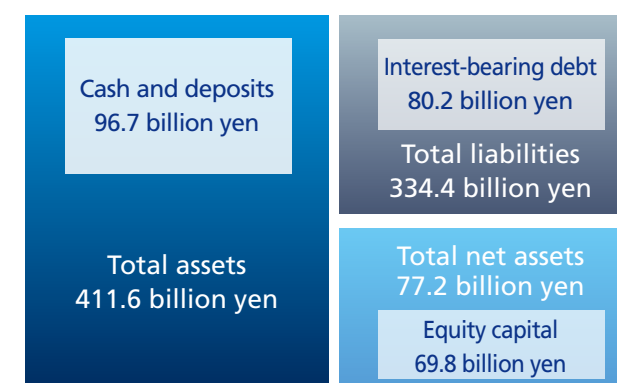 Cash and deposits
96.7 billion yen
Total assets
411.6 billion yen
Interest-bearing debt
80.2 billion yen
Total liabilities
334.4 billion yen
Total net assets
77.2 billion yen
Equity capital
69.8 billion yen